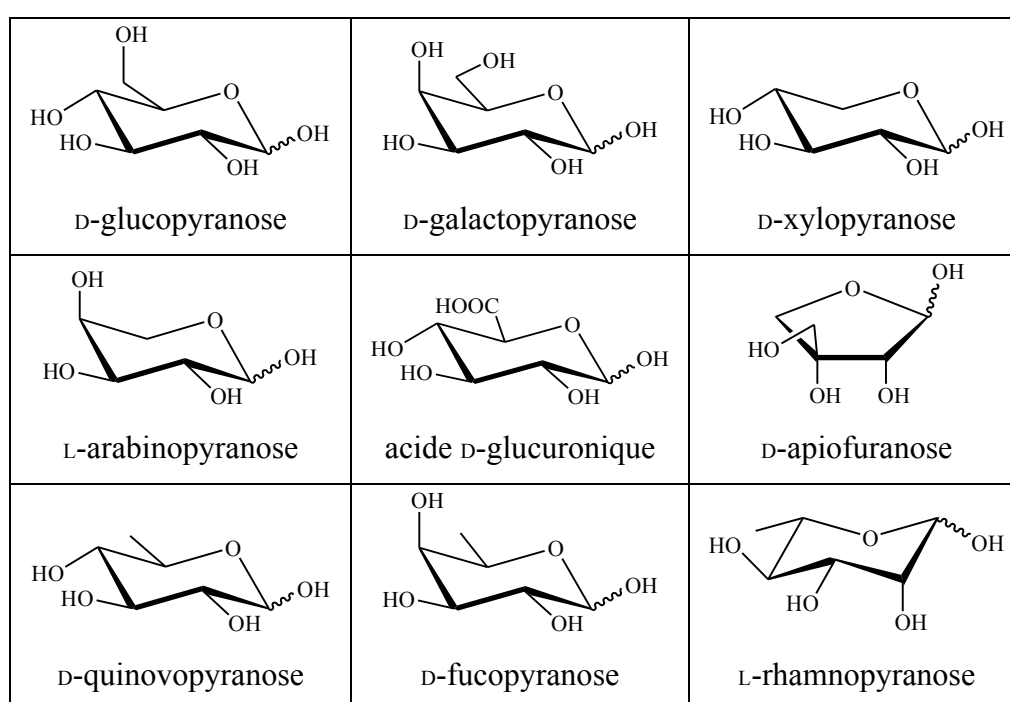 OH
O
HO
HO
OH
OH
D-glucopyranose
OH
OH
O
HO
OH
OH
D-galactopyranose
O
HO
HO
OH
OH
D-xylopyranose
OH
O
HO
OH
OH
L-arabinopyranose
HOOC
O
HO
HO
OH
OH
acide D-glucuronique
OH
O
HO
OH
OH
D-apiofuranose
O
HO
HO
OH
OH
D-quinovopyranose
OH
O
HO
OH
OH
D-fucopyranose
O
HO
OH
HO
OH
L-rhamnopyranose